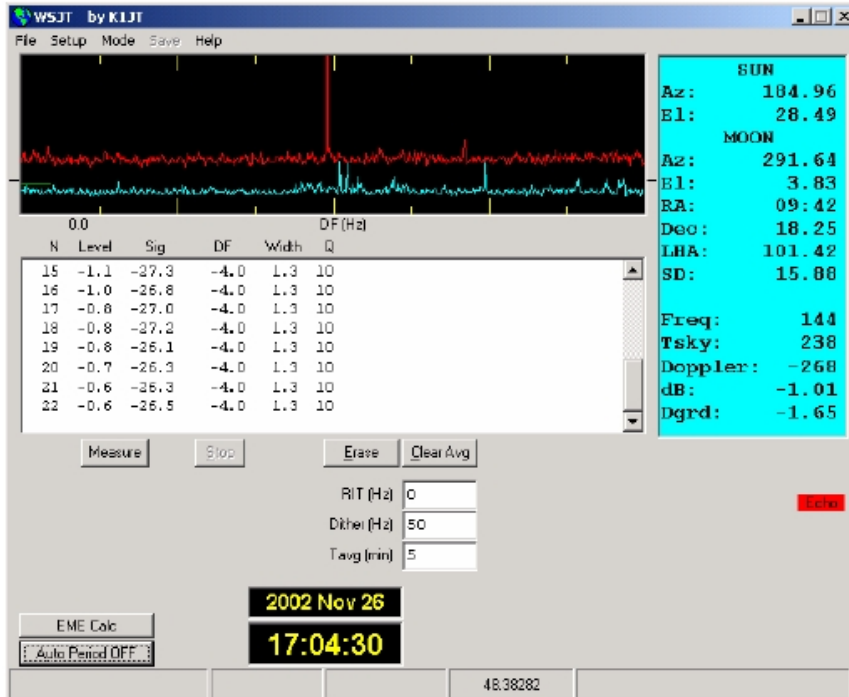 WSJT by K1JT
File Setup Mode Save Help
SUN
Az: 184.96
El: 28.49
MOON
Az: 291.64
El: 3.83
RA: 09:42
Dec: 18.25
LHA: 101.42
SD: 15.88
Freq: 144
Tsky: 238
Doppler: -268
dB: -1.01
Dgrd: -1.65
0.0 DF (Hz)
N Level Sig DF Width Q
15 -1.1 -27.3 -4.0 1.3 10
16 -1.0 -26.8 -4.0 1.3 10
17 -0.8 -27.0 -4.0 1.3 10
18 -0.8 -27.2 -4.0 1.3 10
19 -0.8 -26.1 -4.0 1.3 10
20 -0.7 -26.3 -4.0 1.3 10
21 -0.6 -26.3 -4.0 1.3 10
22 -0.6 -26.5 -4.0 1.3 10
Measure Stop Erase Clear Avg
RIT (Hz) 0
Echo
Dither (Hz) 50
Tavg (min) 5
2002 Nov 26
EME Calc
17:04:30
Auto Period OFF
48.38282